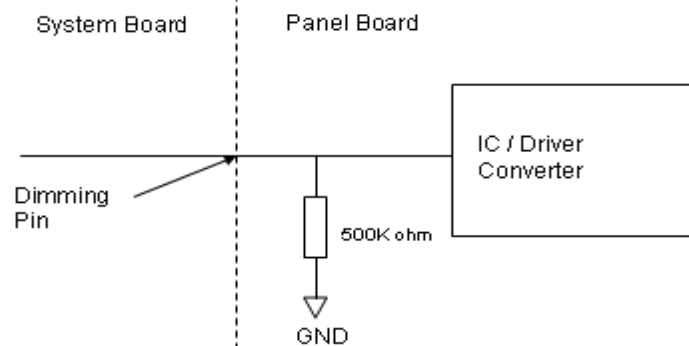 System Board
Panel Board
IC / Driver
Converter
Dimming
Pin
500K ohm
GND